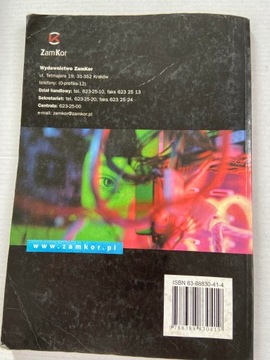 ZamKor
Wydawnictwo ZamKor
ul. Tetmajera 19, 31-352 Kraków
telefony: (0-prefiks-12)
Dział handlowy: tel. 623-25-10, faks 623 25 13
Sekretariat: tel. 623-25-20, faks 623 25 24
Centrala: 623-25-00
e-mail: zamkor@zamkor.pl
www.zamkor.pl
ISBN 83-88830-41-4